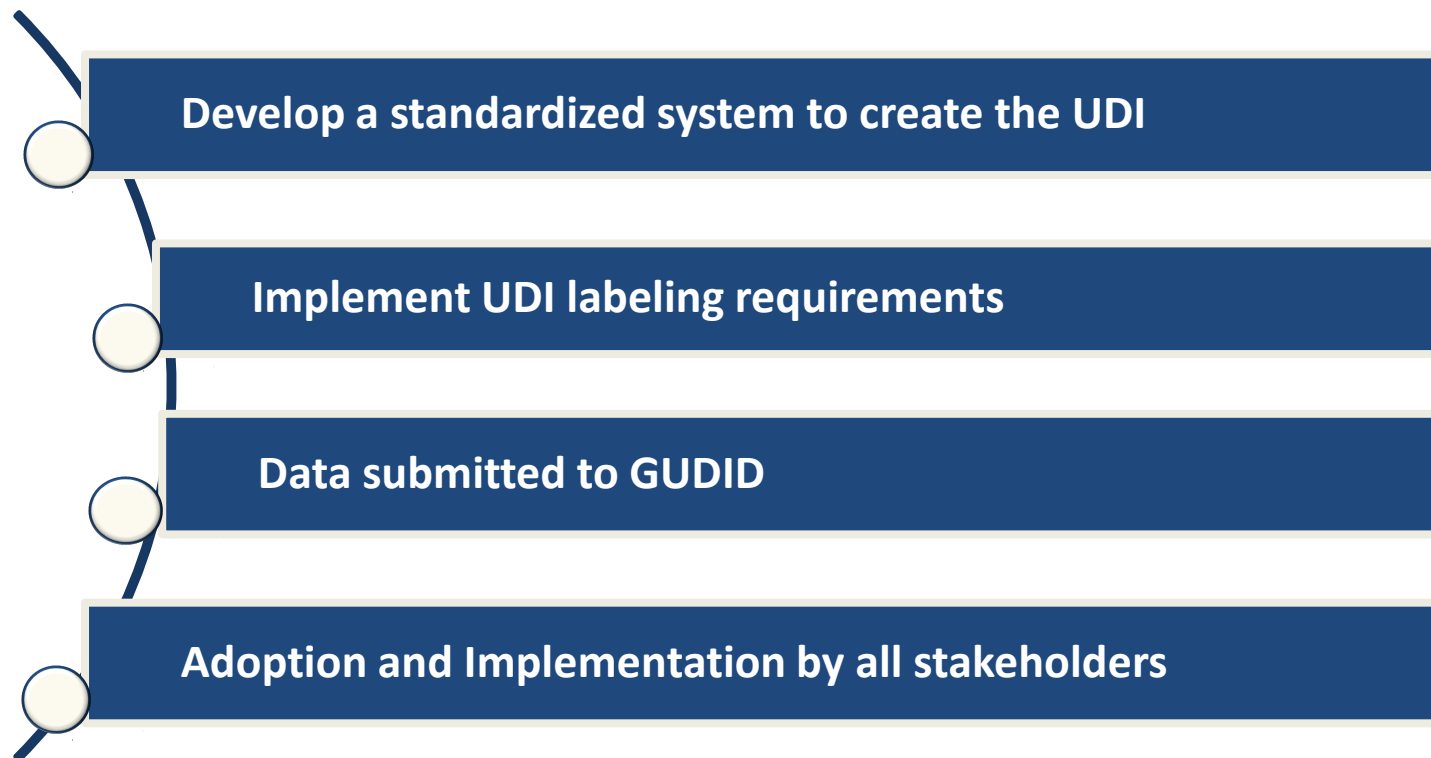 Develop a standardized system to create the UDI
Implement UDI labeling requirements
Data submitted to GUDID
Adoption and Implementation by all stakeholders